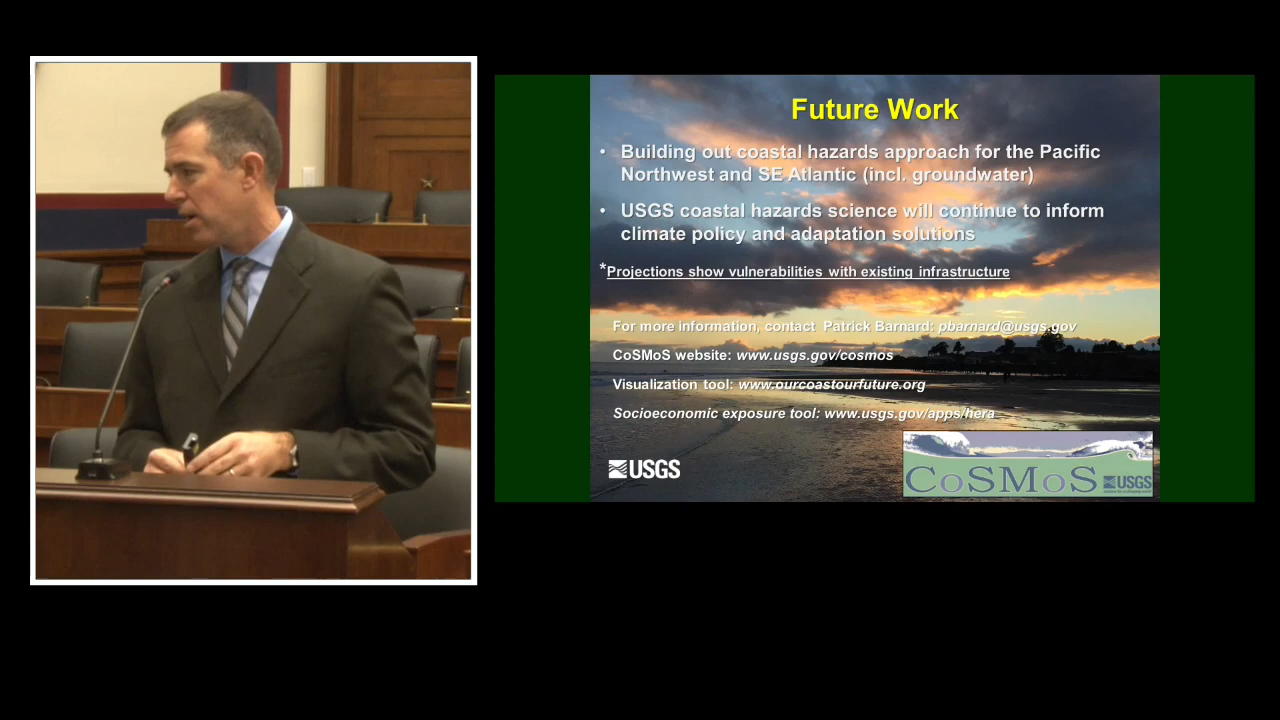 Future Work
• Building out coastal hazards approach for the Pacific
Northwest and SE Atlantic (incl. groundwater)
• USGS coastal hazards science will continue to inform
climate policy and adaptation solutions
*Projections show vulnerabilities with existing infrastructure
For more information, contact Patrick Barnard: pbarnard@usgs.gov
CoSMoS website: www.usgs.gov/cosmos
Visualization tool: www.ourcoastourfuture.org
Socioeconomic exposure tool: www.usgs.gov/apps/hera
USGS
CoSMoS USGS